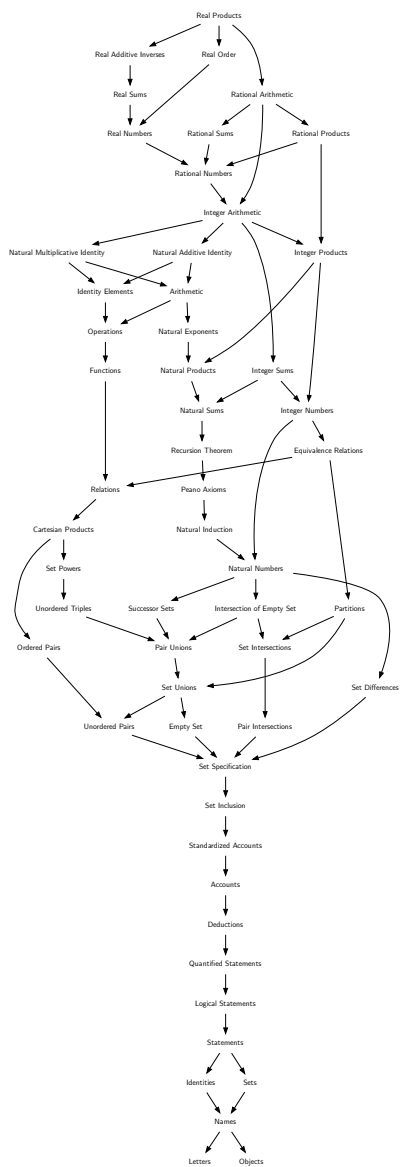 Real Products
Real Additive Inverses
Real Order
Real Sums
Rational Arithmetic
Real Numbers
Rational Sums
Rational Products
Rational Numbers
Integer Arithmetic
Natural Multiplicative Identity
Natural Additive Identity
Integer Products
Identity Elements
Arithmetic
Operations
Natural Exponents
Functions
Natural Products
Integer Sums
Natural Sums
Integer Numbers
Recursion Theorem
Equivalence Relations
Relations
Peano Axioms
Cartesian Products
Natural Induction
Set Powers
Natural Numbers
Unordered Triples
Successor Sets
Intersection of Empty Set
Partitions
Ordered Pairs
Pair Unions
Set Intersections
Set Unions
Set Differences
Unordered Pairs
Empty Set
Pair Intersections
Set Specification
Set Inclusion
Standardized Accounts
Accounts
Deductions
Quantified Statements
Logical Statements
Statements
Identities
Sets
Names
Letters
Objects